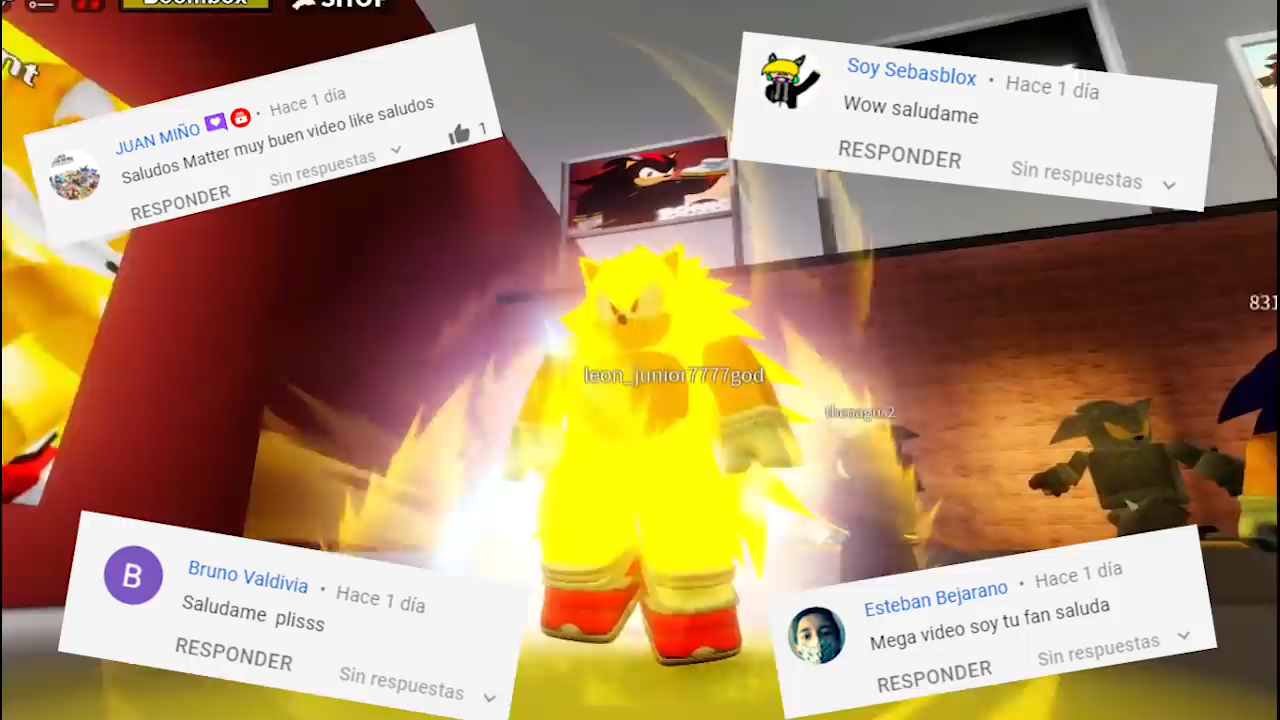 Boombox
SHOP
nt
JUAN MIÑO · Hace 1 día
Saludos Matter muy buen video like saludos
1
RESPONDER Sin respuestas
Soy Sebasblox · Hace 1 día
Wow saludame
RESPONDER Sin respuestas
831
leon_junior7777god
B
Bruno Valdivia · Hace 1 día
Saludame plisss
RESPONDER Sin respuestas
Esteban Bejarano · Hace 1 día
Mega video soy tu fan saluda
RESPONDER Sin respuestas